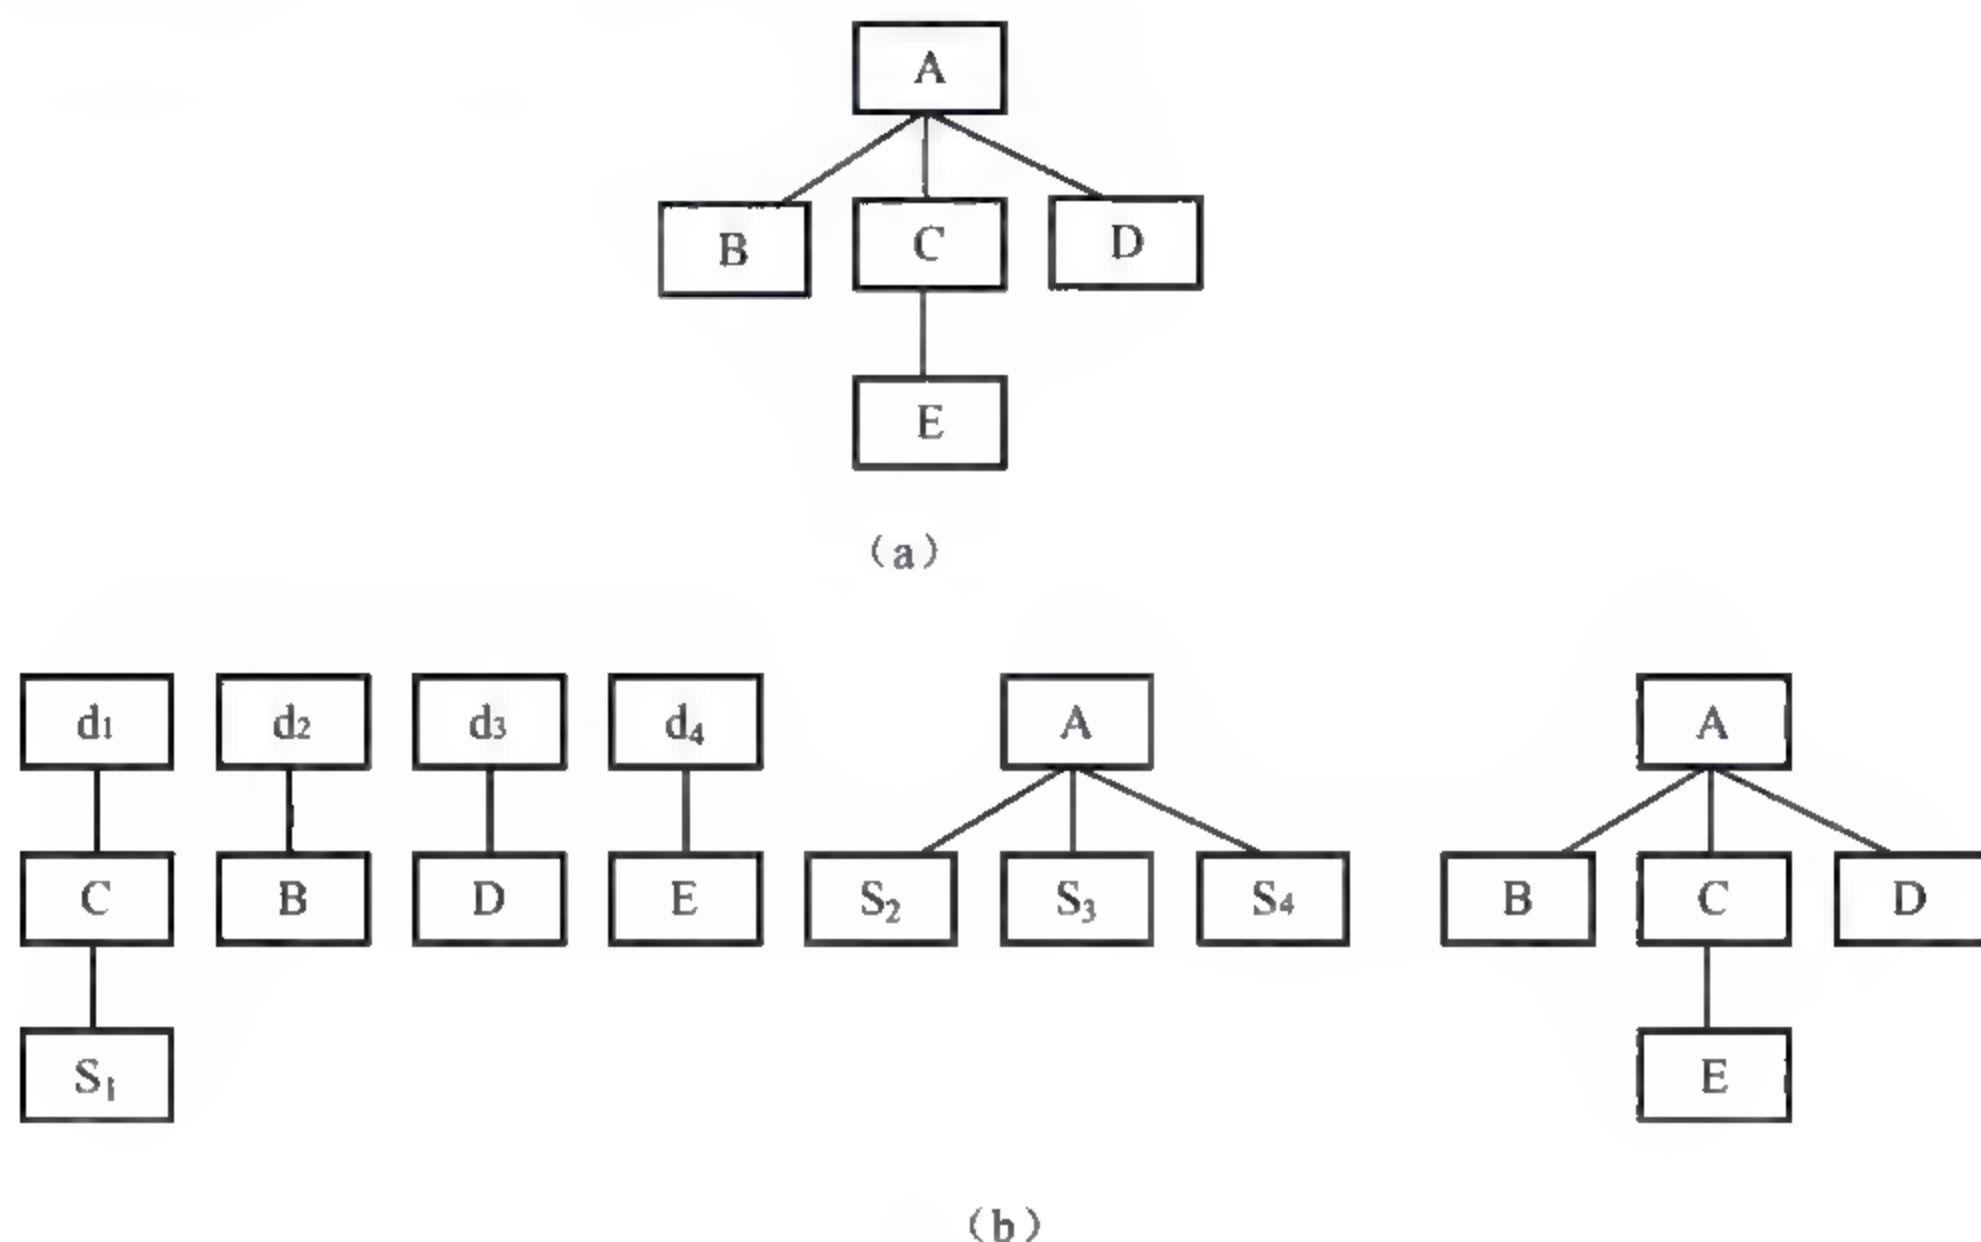 A
B C D
E
（a）
d1 d2 d3 d4 A A
C B D E S2 S3 S4 B C D
S1 E
（b）